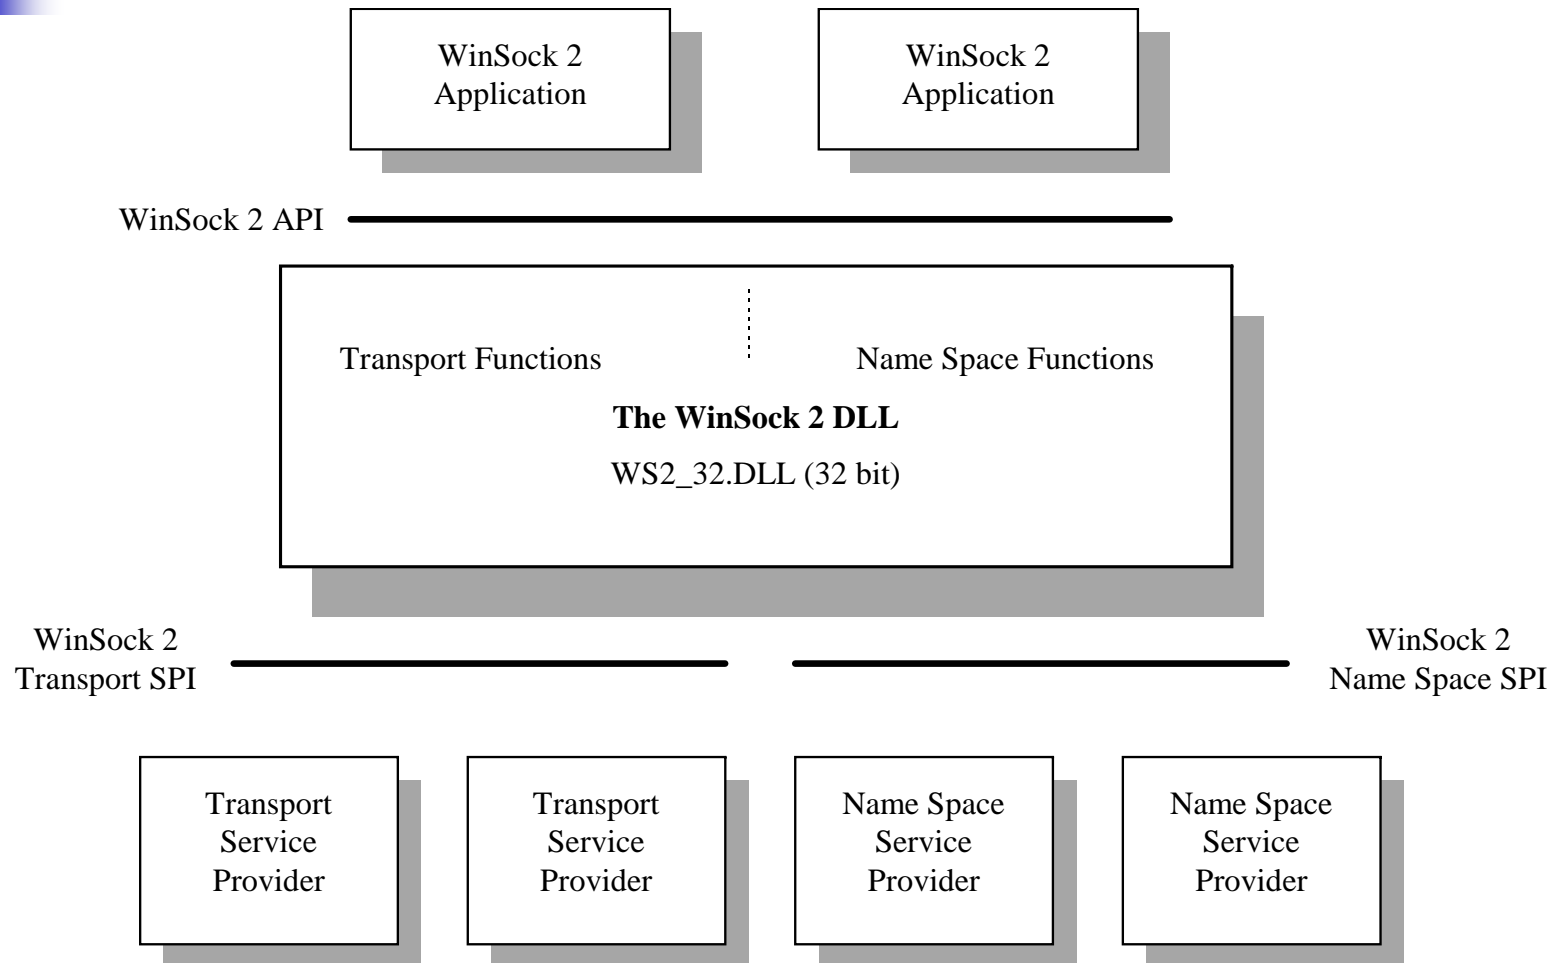 WinSock 2
Application
WinSock 2
Application
WinSock 2 API
Transport Functions
Name Space Functions
The WinSock 2 DLL
WS2_32.DLL (32 bit)
WinSock 2
Transport SPI
WinSock 2
Name Space SPI
Transport
Service
Provider
Transport
Service
Provider
Name Space
Service
Provider
Name Space
Service
Provider